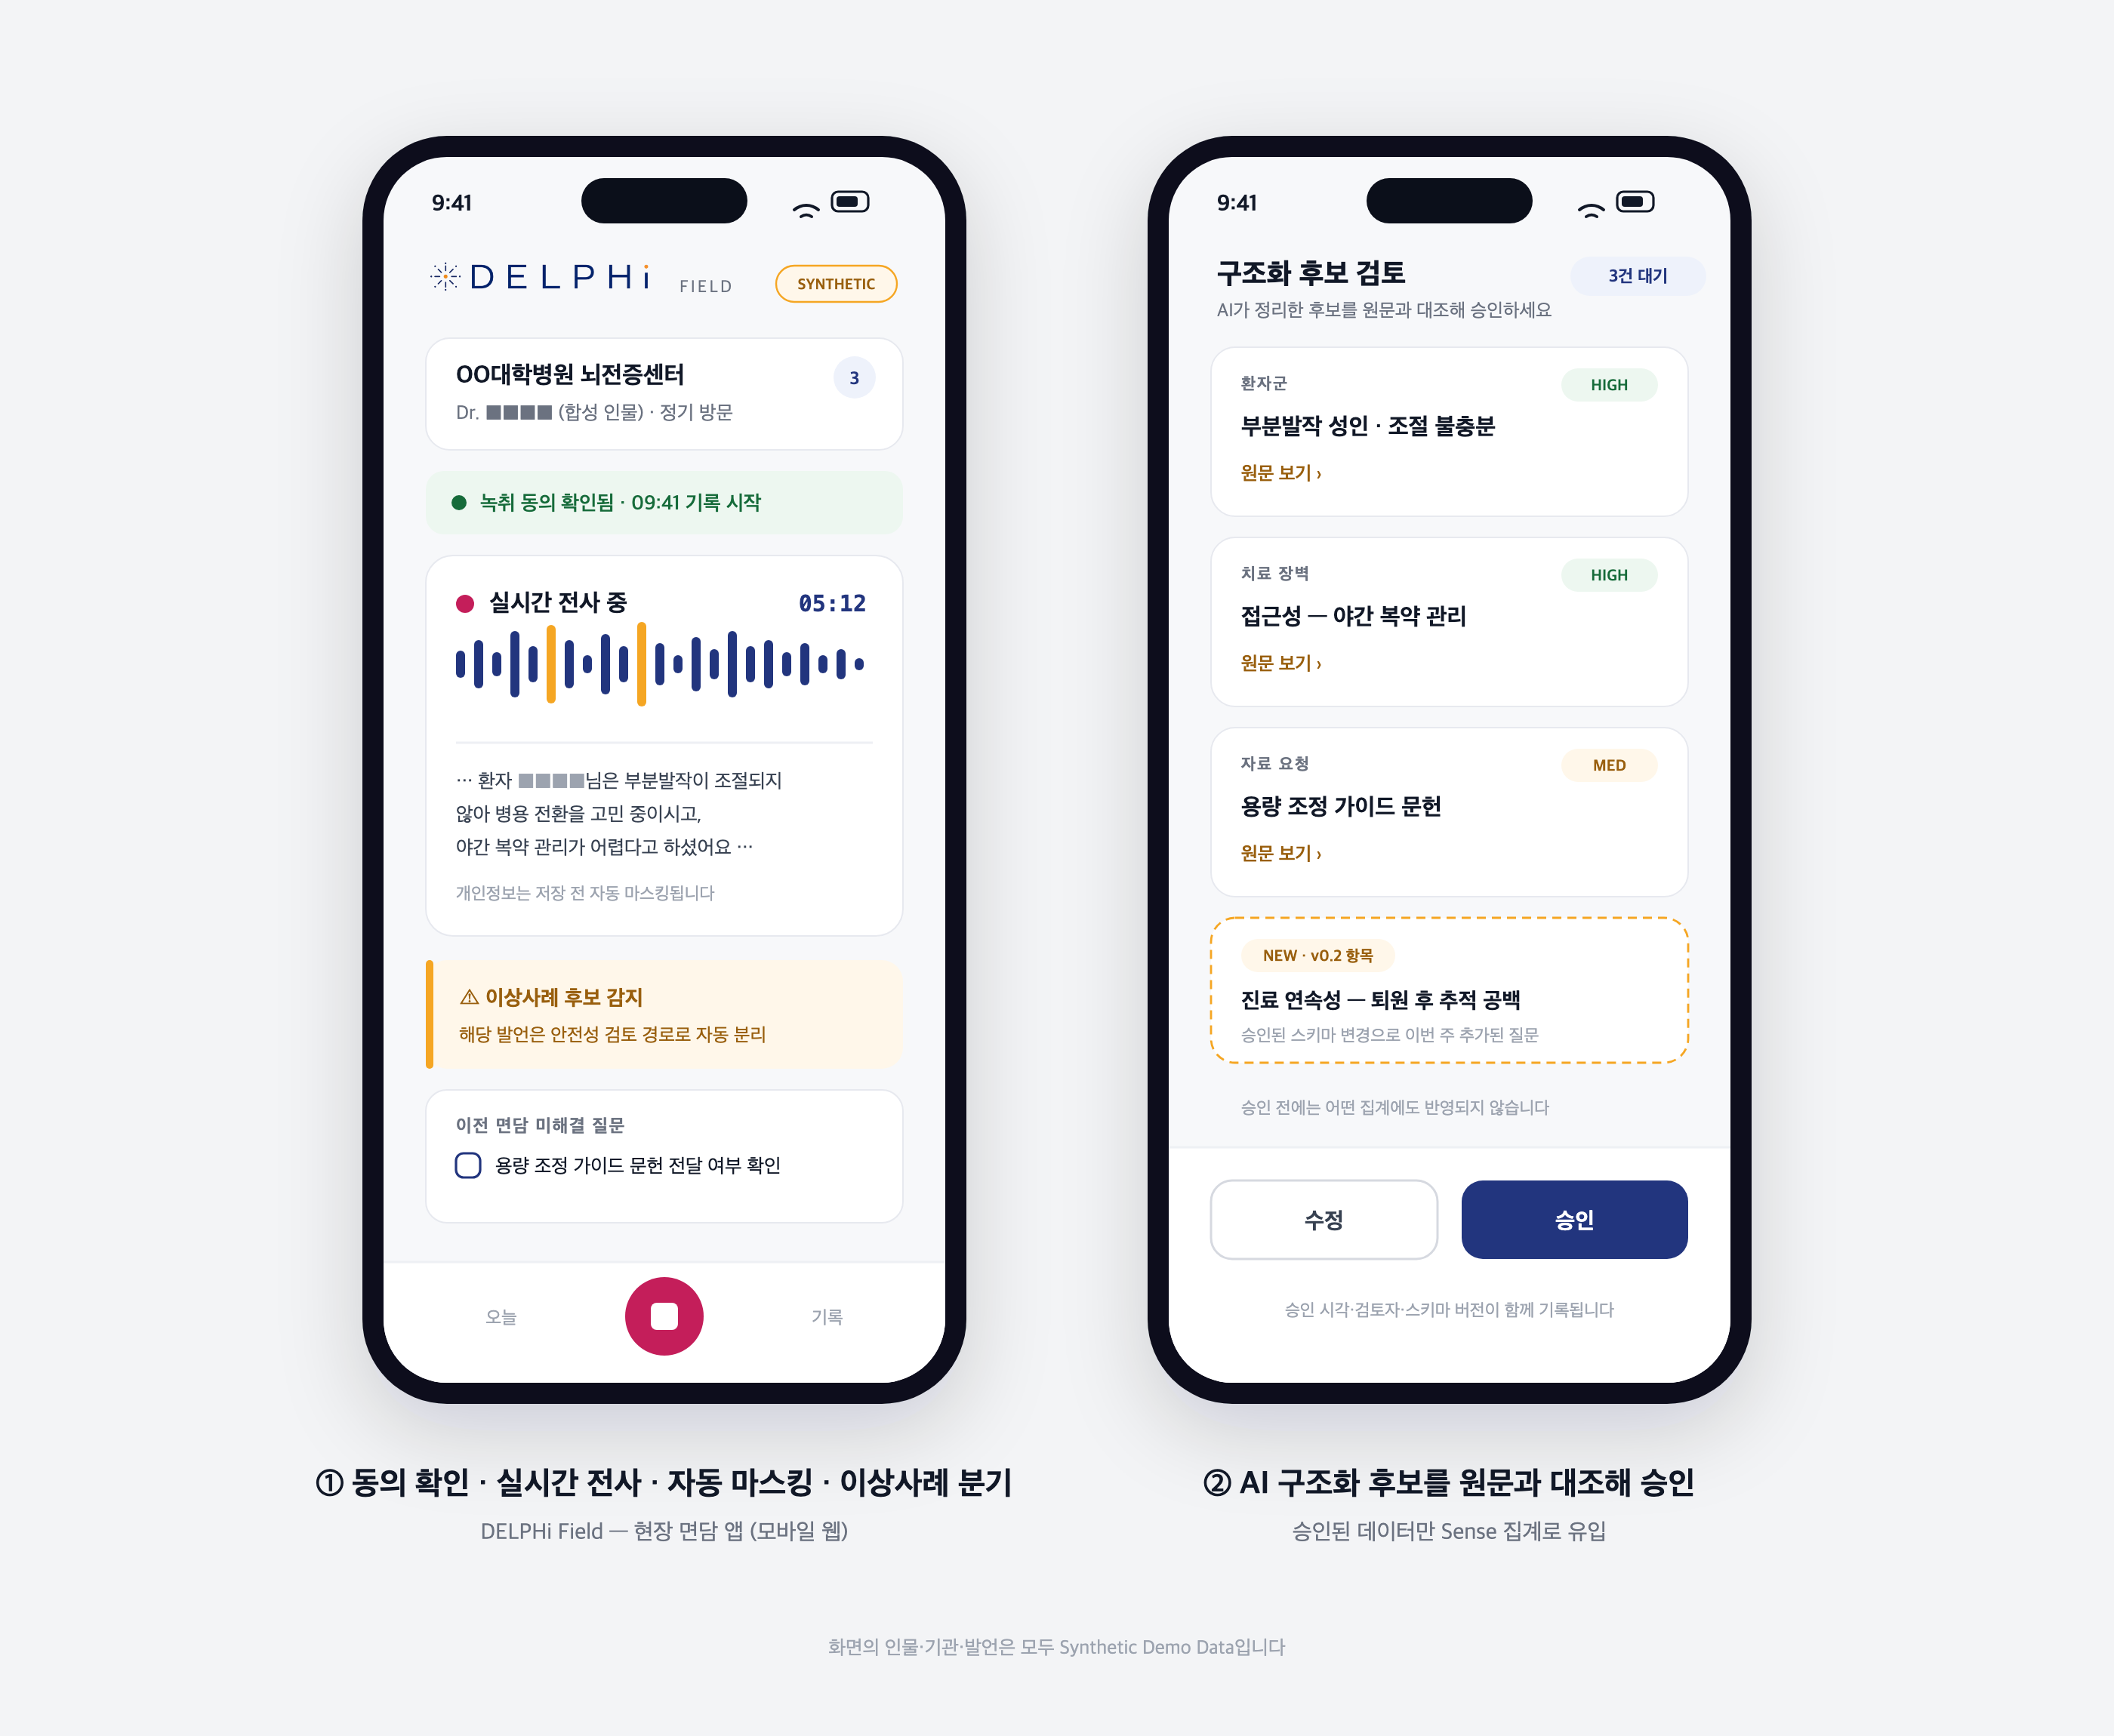 9:41
DELPHi FIELD
SYNTHETIC
OO대학병원 뇌전증센터
3
Dr. ■■■■ (합성 인물) · 정기 방문
녹취 동의 확인됨 · 09:41 기록 시작
실시간 전사 중
05:12
… 환자 ■■■■님은 부분발작이 조절되지
않아 병용 전환을 고민 중이시고,
야간 복약 관리가 어렵다고 하셨어요 …
개인정보는 저장 전 자동 마스킹됩니다
⚠ 이상사례 후보 감지
해당 발언은 안전성 검토 경로로 자동 분리
이전 면담 미해결 질문
용량 조정 가이드 문헌 전달 여부 확인
오늘
기록
① 동의 확인 · 실시간 전사 · 자동 마스킹 · 이상사례 분기
DELPHi Field — 현장 면담 앱 (모바일 웹)
9:41
구조화 후보 검토
3건 대기
AI가 정리한 후보를 원문과 대조해 승인하세요
환자군
HIGH
부분발작 성인 · 조절 불충분
원문 보기 ›
치료 장벽
HIGH
접근성 — 야간 복약 관리
원문 보기 ›
자료 요청
MED
용량 조정 가이드 문헌
원문 보기 ›
NEW · v0.2 항목
진료 연속성 — 퇴원 후 추적 공백
승인된 스키마 변경으로 이번 주 추가된 질문
승인 전에는 어떤 집계에도 반영되지 않습니다
수정
승인
승인 시각·검토자·스키마 버전이 함께 기록됩니다
② AI 구조화 후보를 원문과 대조해 승인
승인된 데이터만 Sense 집계로 유입
화면의 인물·기관·발언은 모두 Synthetic Demo Data입니다